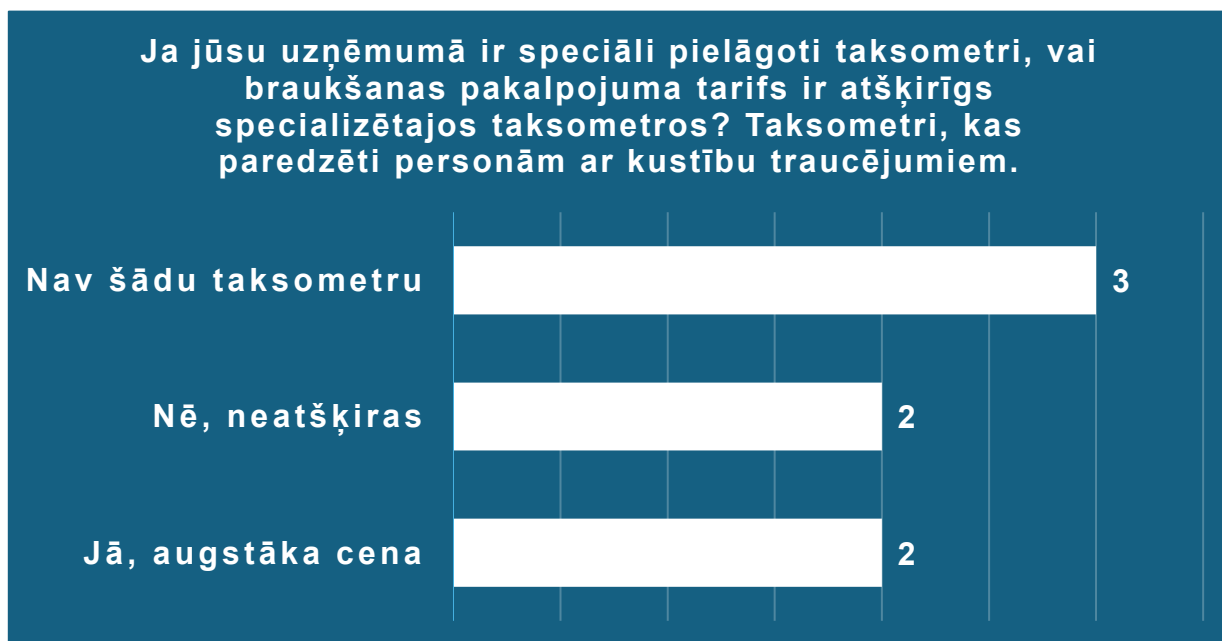 Ja jūsu uzņēmumā ir speciāli pielāgoti taksometri, vai
braukšanas pakalpojuma tarifs ir atšķirīgs
specializētajos taksometros? Taksometri, kas
paredzēti personām ar kustību traucējumiem.
Nav šādu taksometru 3
Nē, neatšķiras 2
Jā, augstāka cena 2